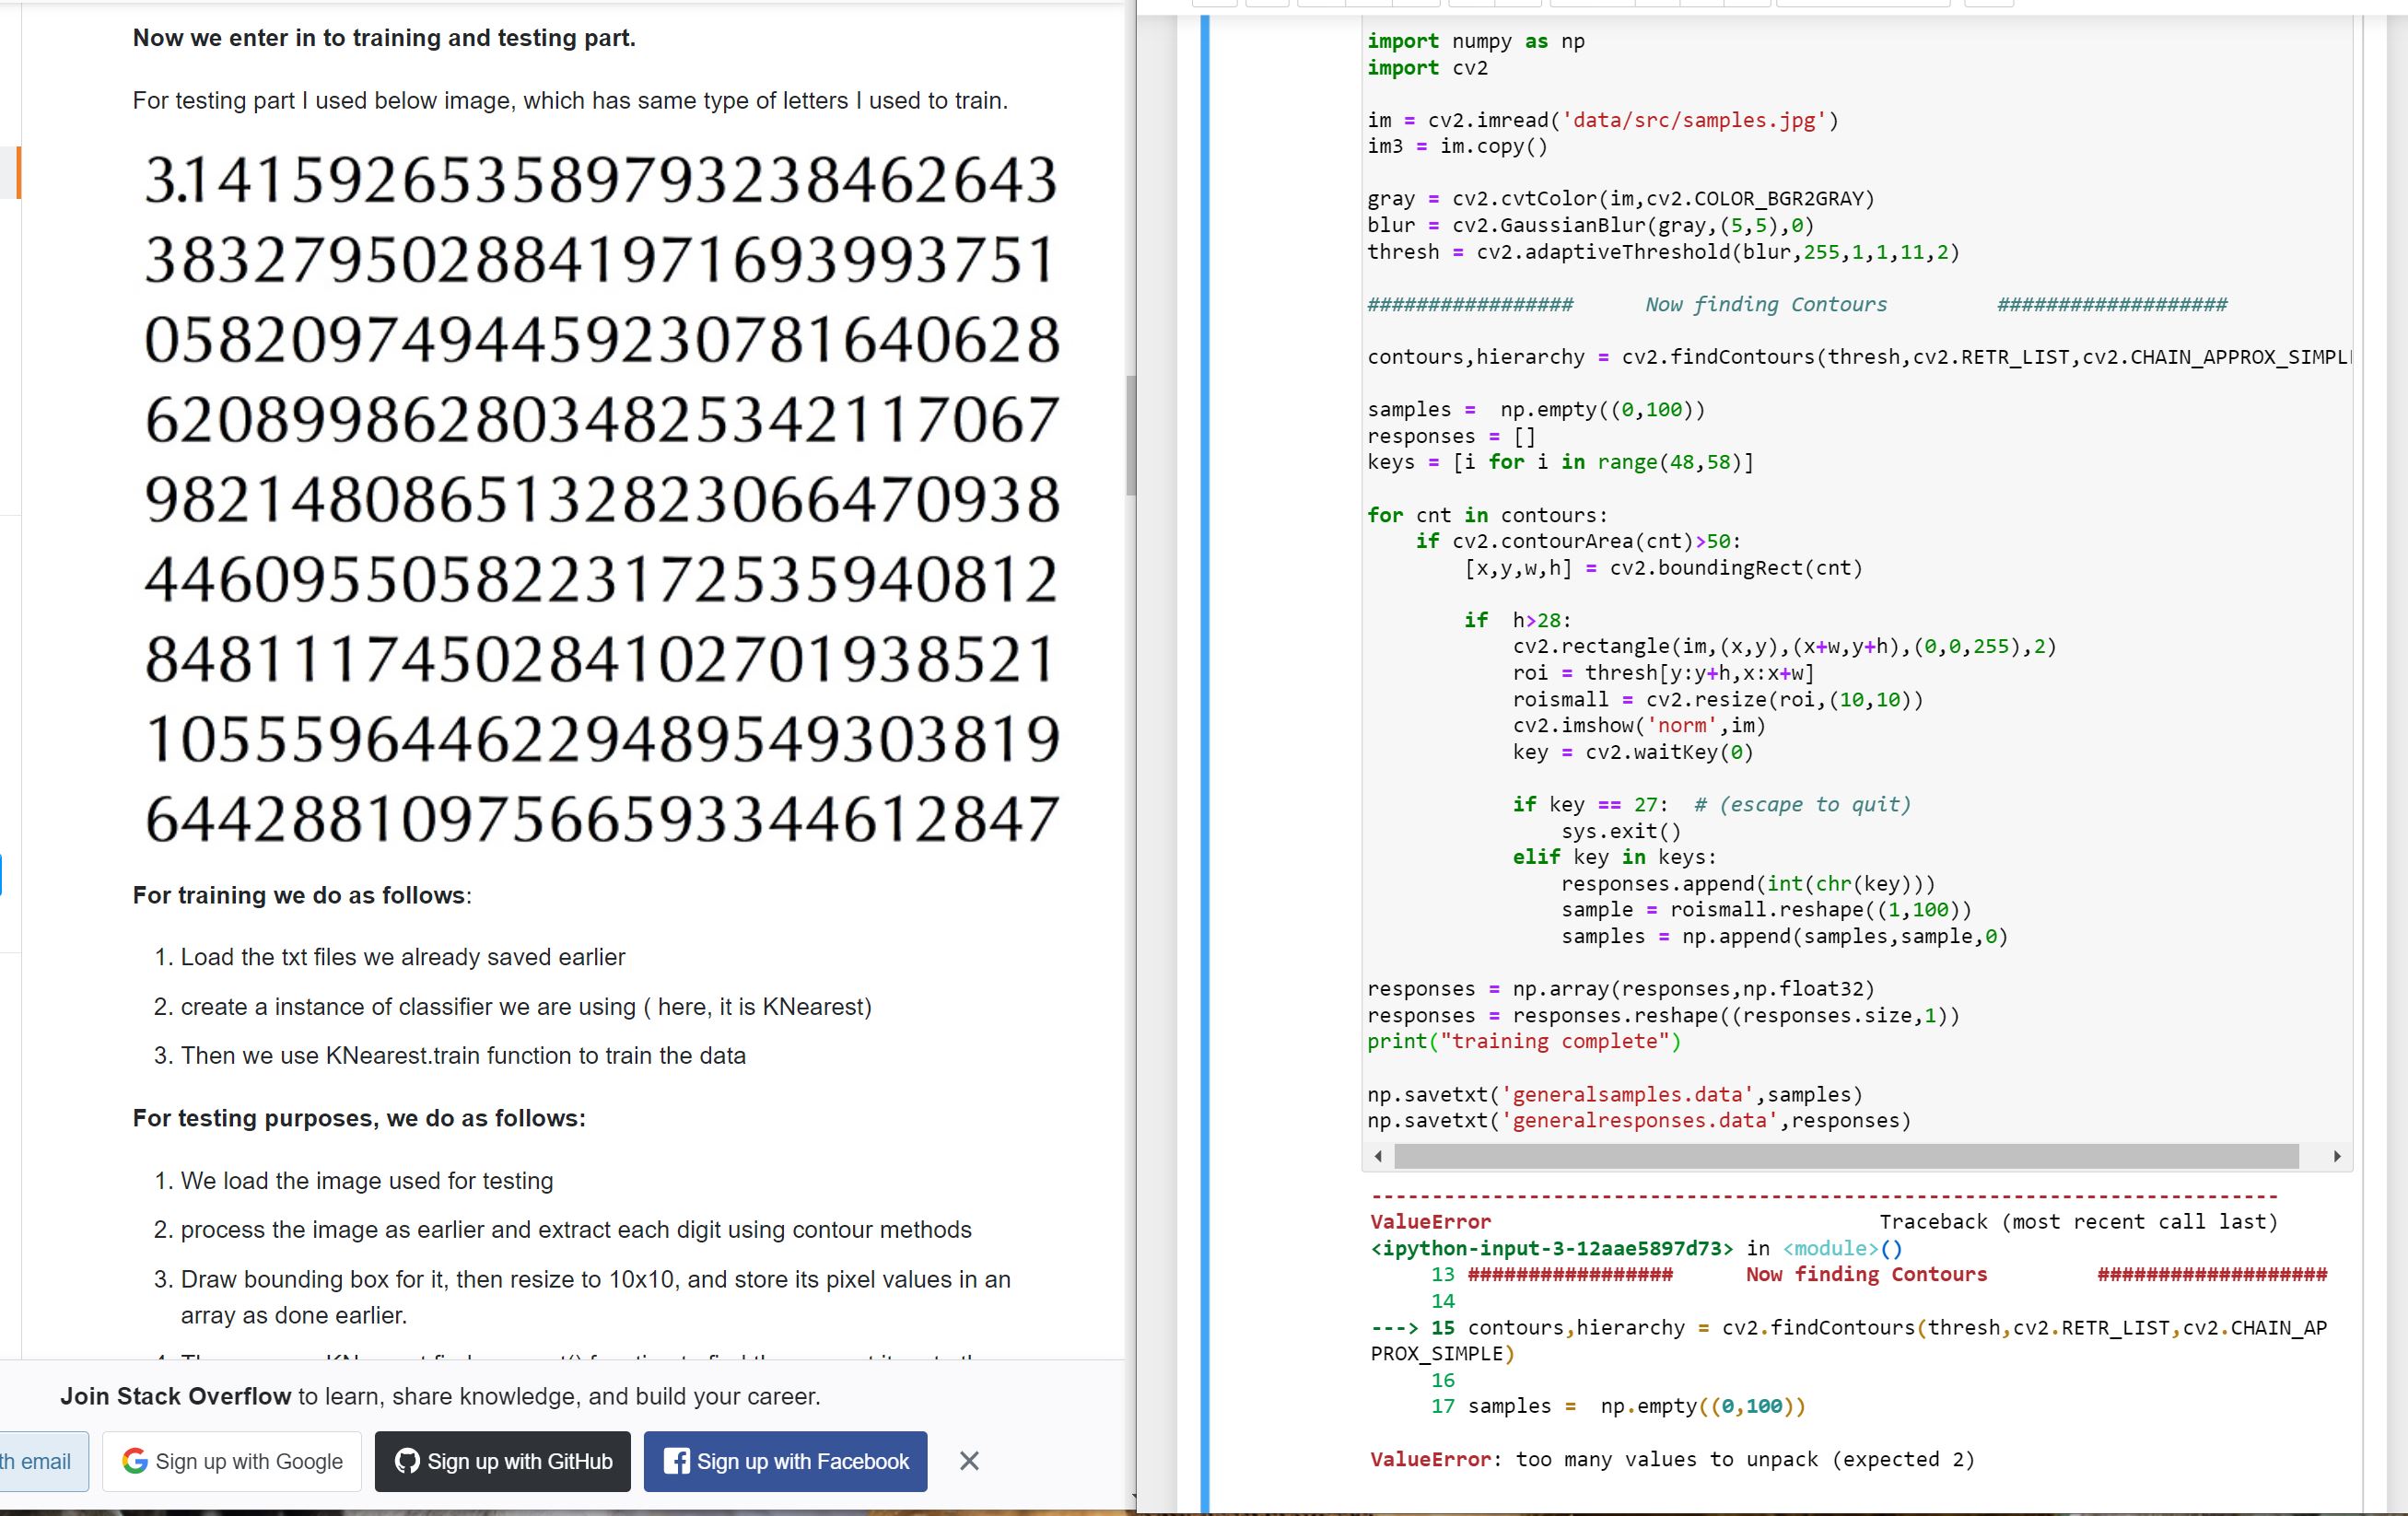 Now we enter in to training and testing part.
For testing part I used below image, which has same type of letters I used to train.
3.141592653589793238462643
38327950288419716939937​51
0582097494459230781640628
6208998628034825342117067
9821480865132823066470938
4460955058223172535940812
8481117450284102701938521
1055596446229489549303819
6442881097566593344612847
For training we do as follows:
1. Load the txt files we already saved earlier
2. create a instance of classifier we are using ( here, it is KNearest)
3. Then we use KNearest.train function to train the data
For testing purposes, we do as follows:
1. We load the image used for testing
2. process the image as earlier and extract each digit using contour methods
3. Draw bounding box for it, then resize to 10x10, and store its pixel values in an
array as done earlier.
Join Stack Overflow to learn, share knowledge, and build your career.
th email
Sign up with Google
Sign up with GitHub
Sign up with Facebook
import numpy as np
import cv2
im = cv2.imread('data/src/samples.jpg')
im3 = im.copy()
gray = cv2.cvtColor(im,cv2.COLOR_BGR2GRAY)
blur = cv2.GaussianBlur(gray,(5,5),0)
thresh = cv2.adaptiveThreshold(blur,255,1,1,11,2)
################# Now finding Contours ###################
contours,hierarchy = cv2.findContours(thresh,cv2.RETR_LIST,cv2.CHAIN_APPROX_SIMPL
samples = np.empty((0,100))
responses = []
keys = [i for i in range(48,58)]
for cnt in contours:
if cv2.contourArea(cnt)>50:
[x,y,w,h] = cv2.boundingRect(cnt)
if h>28:
cv2.rectangle(im,(x,y),(x+w,y+h),(0,0,255),2)
roi = thresh[y:y+h,x:x+w]
roismall = cv2.resize(roi,(10,10))
cv2.imshow('norm',im)
key = cv2.waitKey(0)
if key == 27: # (escape to quit)
sys.exit()
elif key in keys:
responses.append(int(chr(key)))
sample = roismall.reshape((1,100))
samples = np.append(samples,sample,0)
responses = np.array(responses,np.float32)
responses = responses.reshape((responses.size,1))
print("training complete")
np.savetxt('generalsamples.data',samples)
np.savetxt('generalresponses.data',responses)
---------------------------------------------------------------------------
ValueError Traceback (most recent call last)
<ipython-input-3-12aae5897d73> in <module>()
13 ################# Now finding Contours ###################
14
---> 15 contours,hierarchy = cv2.findContours(thresh,cv2.RETR_LIST,cv2.CHAIN_AP
PROX_SIMPLE)
16
17 samples = np.empty((0,100))
ValueError: too many values to unpack (expected 2)